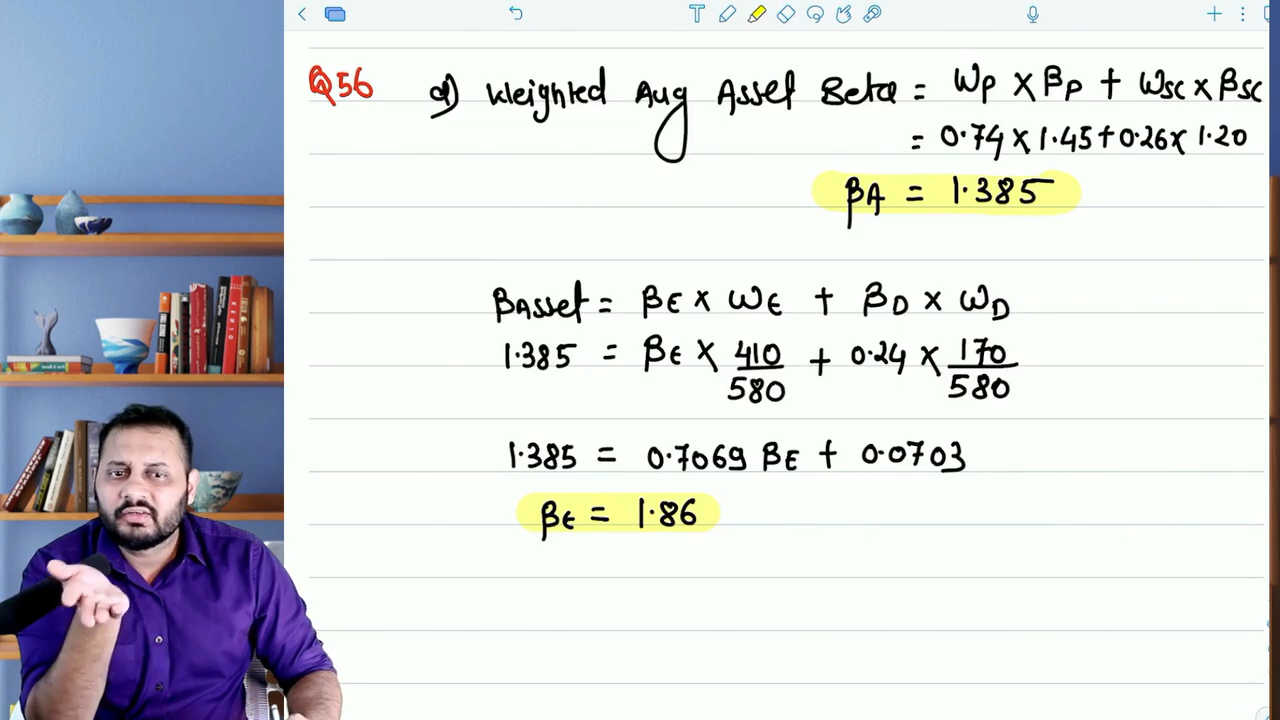 Q56 a) Weighted Aug Asset Beta = WP × βP + WSC × βSC
= 0.74 × 1.45 + 0.26 × 1.20
βA = 1.385
BAsset = βE × WE + βD × WD
1.385 = βE × 410/580 + 0.24 × 170/580
1.385 = 0.7069 βE + 0.0703
βE = 1.86